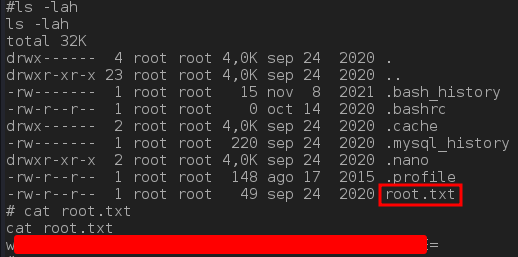 #ls -lah
ls -lah
total 32K
drwx------  4 root root 4,0K sep 24  2020 .
drwxr-xr-x 23 root root 4,0K sep 24  2020 ..
-rw-------  1 root root   15 nov  8  2021 .bash_history
-rw-r--r--  1 root root    0 oct 14  2020 .bashrc
drwx------  2 root root 4,0K sep 24  2020 .cache
-rw-------  1 root root  220 sep 24  2020 .mysql_history
drwxr-xr-x  2 root root 4,0K sep 24  2020 .nano
-rw-r--r--  1 root root  148 ago 17  2015 .profile
-rw-r--r--  1 root root   49 sep 24  2020 root.txt
# cat root.txt
cat root.txt